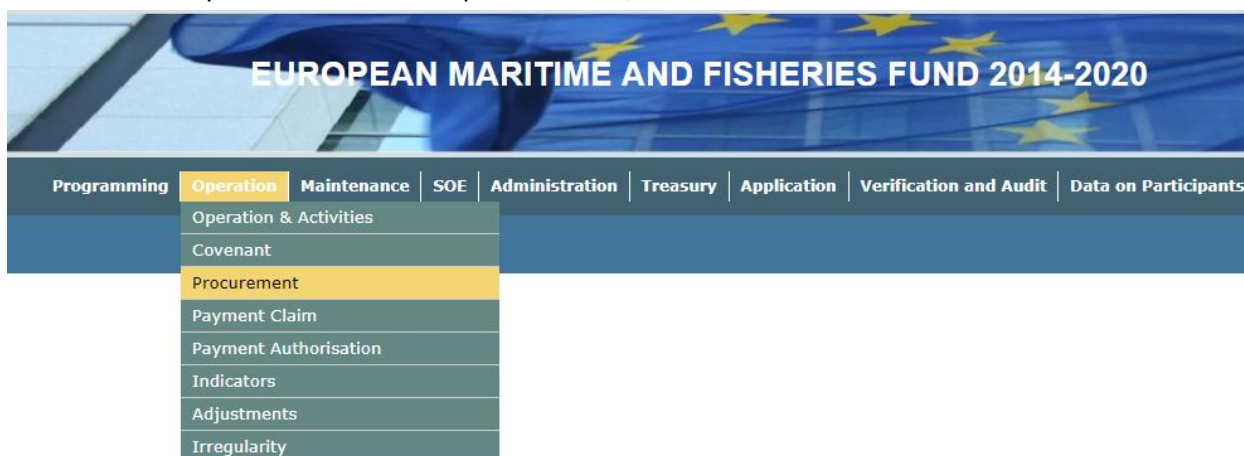 EUROPEAN MARITIME AND FISHERIES FUND 2014-2020
Programming Operation Maintenance SOE Administration Treasury Application Verification and Audit Data on Participants
Operation & Activities
Covenant
Procurement
Payment Claim
Payment Authorisation
Indicators
Adjustments
Irregularity